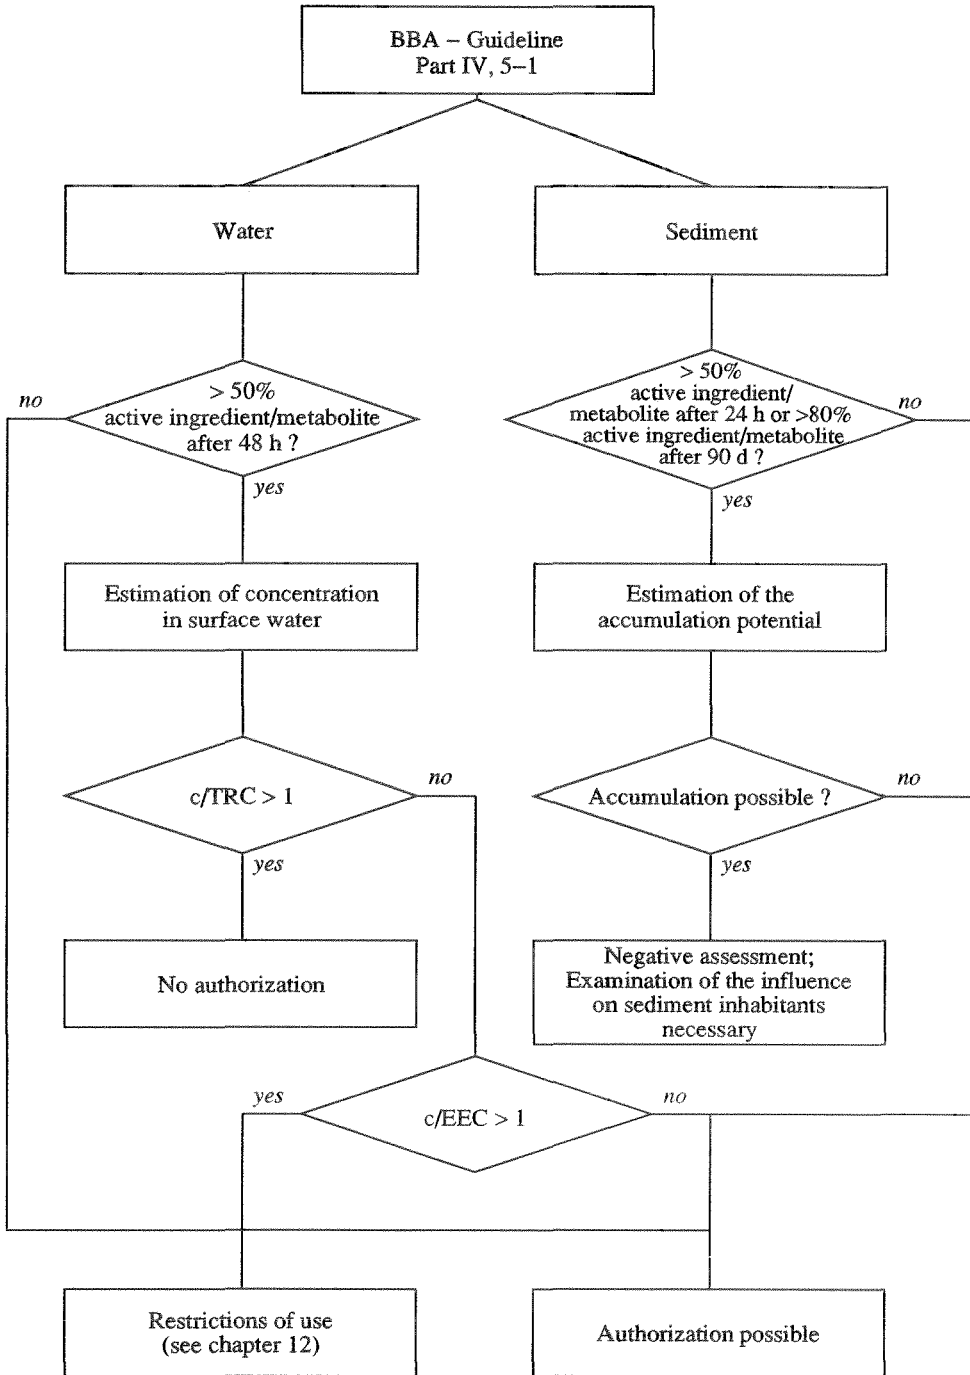 BBA – Guideline
Part IV, 5–1
Water
Sediment
> 50%
active ingredient/metabolite
after 48 h ?
no
yes
> 50%
active ingredient/
metabolite after 24 h or >80%
active ingredient/metabolite
after 90 d ?
no
yes
Estimation of concentration
in surface water
Estimation of the
accumulation potential
c/TRC > 1
no
yes
Accumulation possible ?
no
yes
No authorization
Negative assessment;
Examination of the influence
on sediment inhabitants
necessary
yes
c/EEC > 1
no
Restrictions of use
(see chapter 12)
Authorization possible